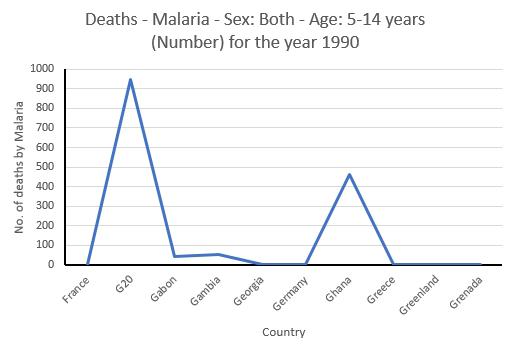 Deaths - Malaria - Sex: Both - Age: 5-14 years
(Number) for the year 1990
1000
900
800
700
600
500
400
300
200
100
0
No. of deaths by Malaria
France
G20
Gabon
Gambia
Georgia
Germany
Ghana
Greece
Greenland
Grenada
Country